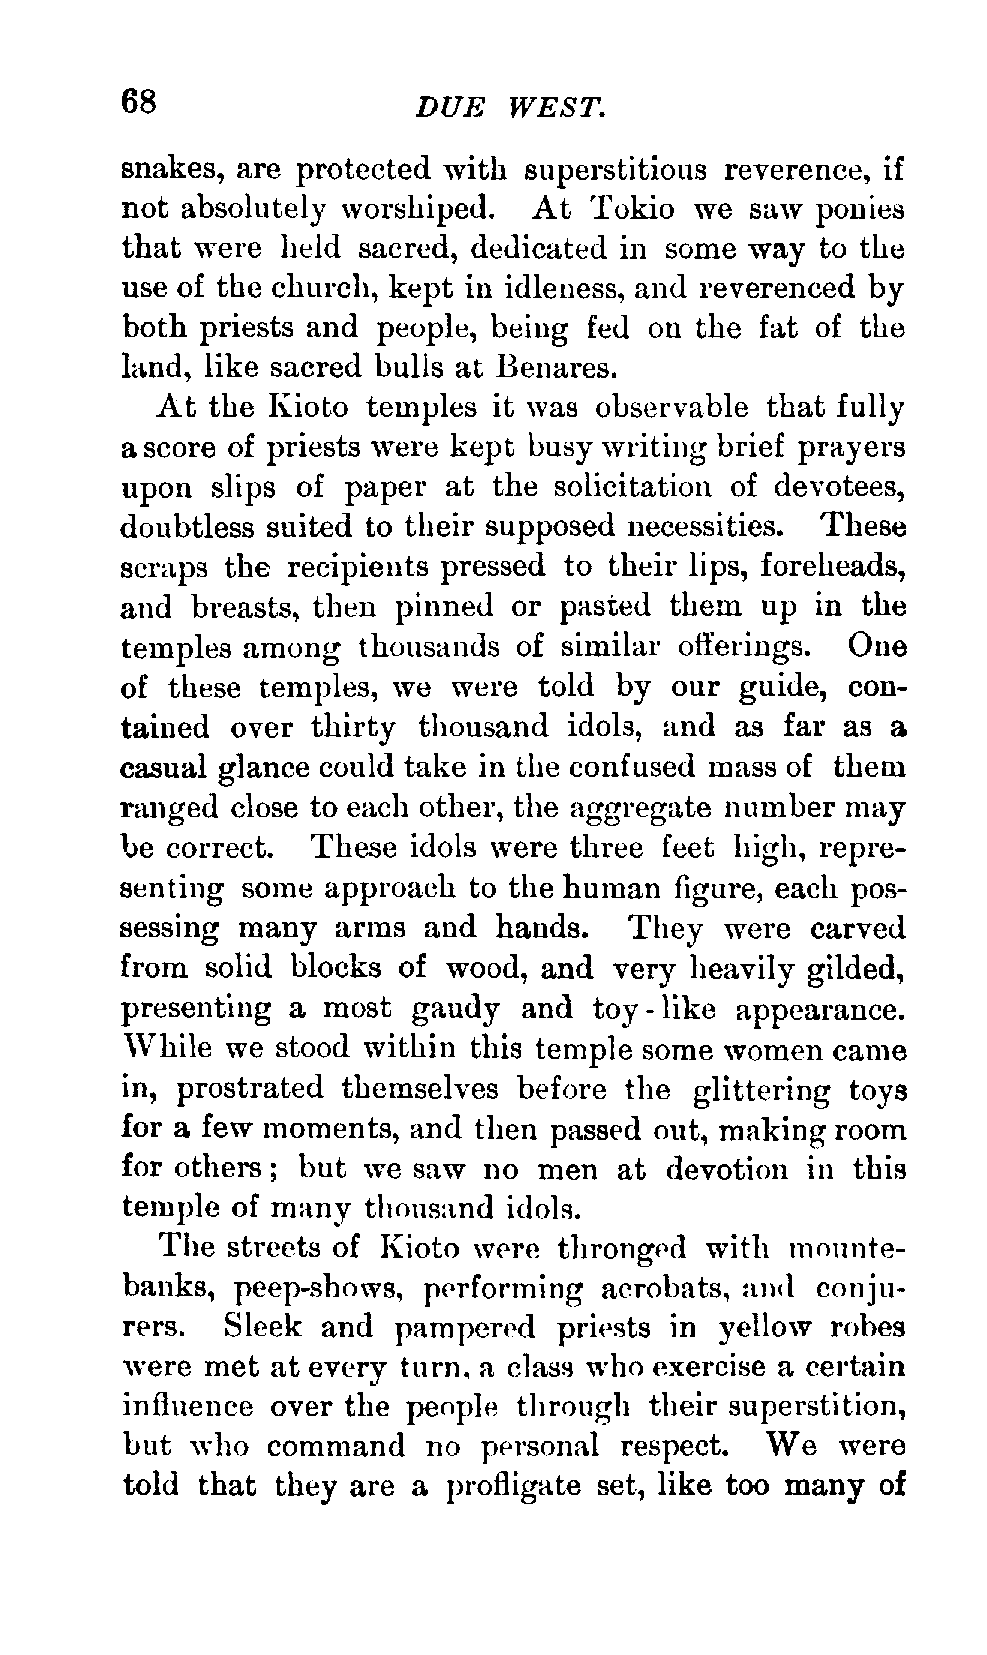 68
DUE WEST.
snakes, are protected with superstitious reverence, if
not absolutely worshiped. At Tokio we saw ponies
that were held sacred, dedicated in some way to the
use of the church, kept in idleness, and reverenced by
both priests and people, being fed on the fat of the
land, like sacred bulls at Benares.
At the Kioto temples it was observable that fully
a score of priests were kept busy writing brief prayers
upon slips of paper at the solicitation of devotees,
doubtless suited to their supposed necessities. These
scraps the recipients pressed to their lips, foreheads,
and breasts, then pinned or pasted them up in the
temples among thousands of similar offerings. One
of these temples, we were told by our guide, con-
tained over thirty thousand idols, and as far as a
casual glance could take in the confused mass of them
ranged close to each other, the aggregate number may
be correct. These idols were three feet high, repre-
senting some approach to the human figure, each pos-
sessing many arms and hands. They were carved
from solid blocks of wood, and very heavily gilded,
presenting a most gaudy and toy-like appearance.
While we stood within this temple some women came
in, prostrated themselves before the glittering toys
for a few moments, and then passed out, making room
for others; but we saw no men at devotion in this
temple of many thousand idols.
The streets of Kioto were thronged with mounte-
banks, peep-shows, performing acrobats, and conju-
rers. Sleek and pampered priests in yellow robes
were met at every turn, a class who exercise a certain
influence over the people through their superstition,
but who command no personal respect. We were
told that they are a profligate set, like too many of